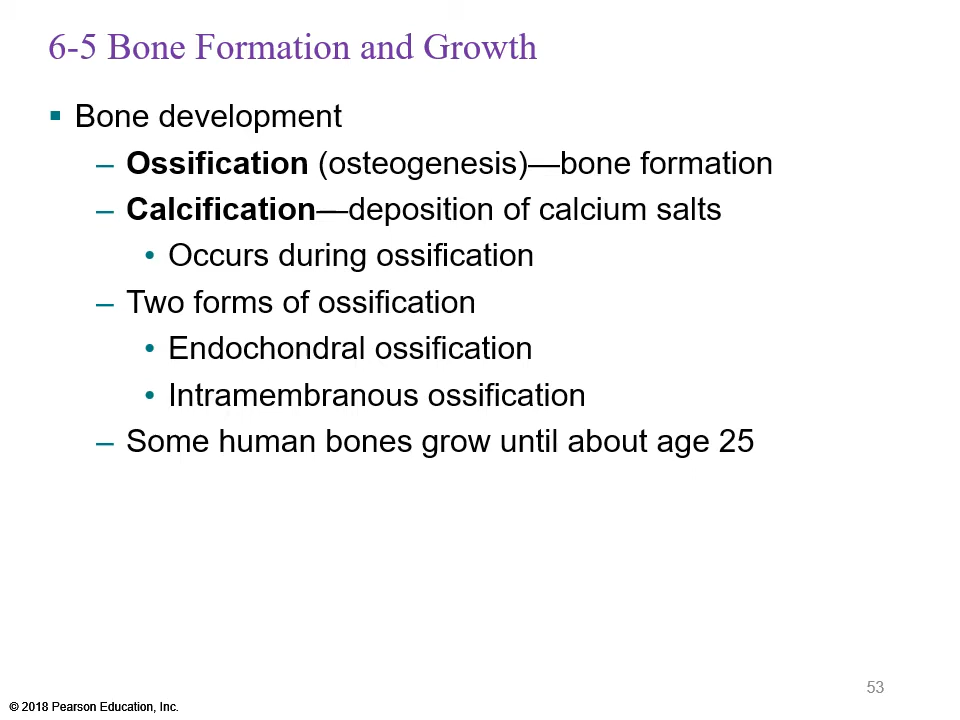 6-5 Bone Formation and Growth
▪ Bone development
– Ossification (osteogenesis)—bone formation
– Calcification—deposition of calcium salts
• Occurs during ossification
– Two forms of ossification
• Endochondral ossification
• Intramembranous ossification
– Some human bones grow until about age 25
53
© 2018 Pearson Education, Inc.